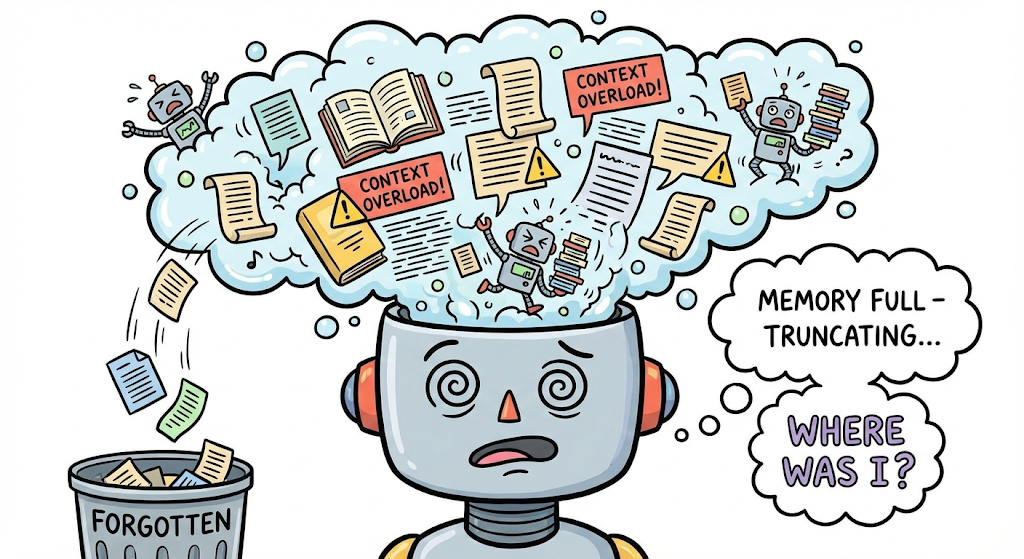 CONTEXT
OVERLOAD!
CONTEXT
OVERLOAD!
MEMORY FULL –
TRUNCATING...
WHERE
WAS I?
FORGOTTEN